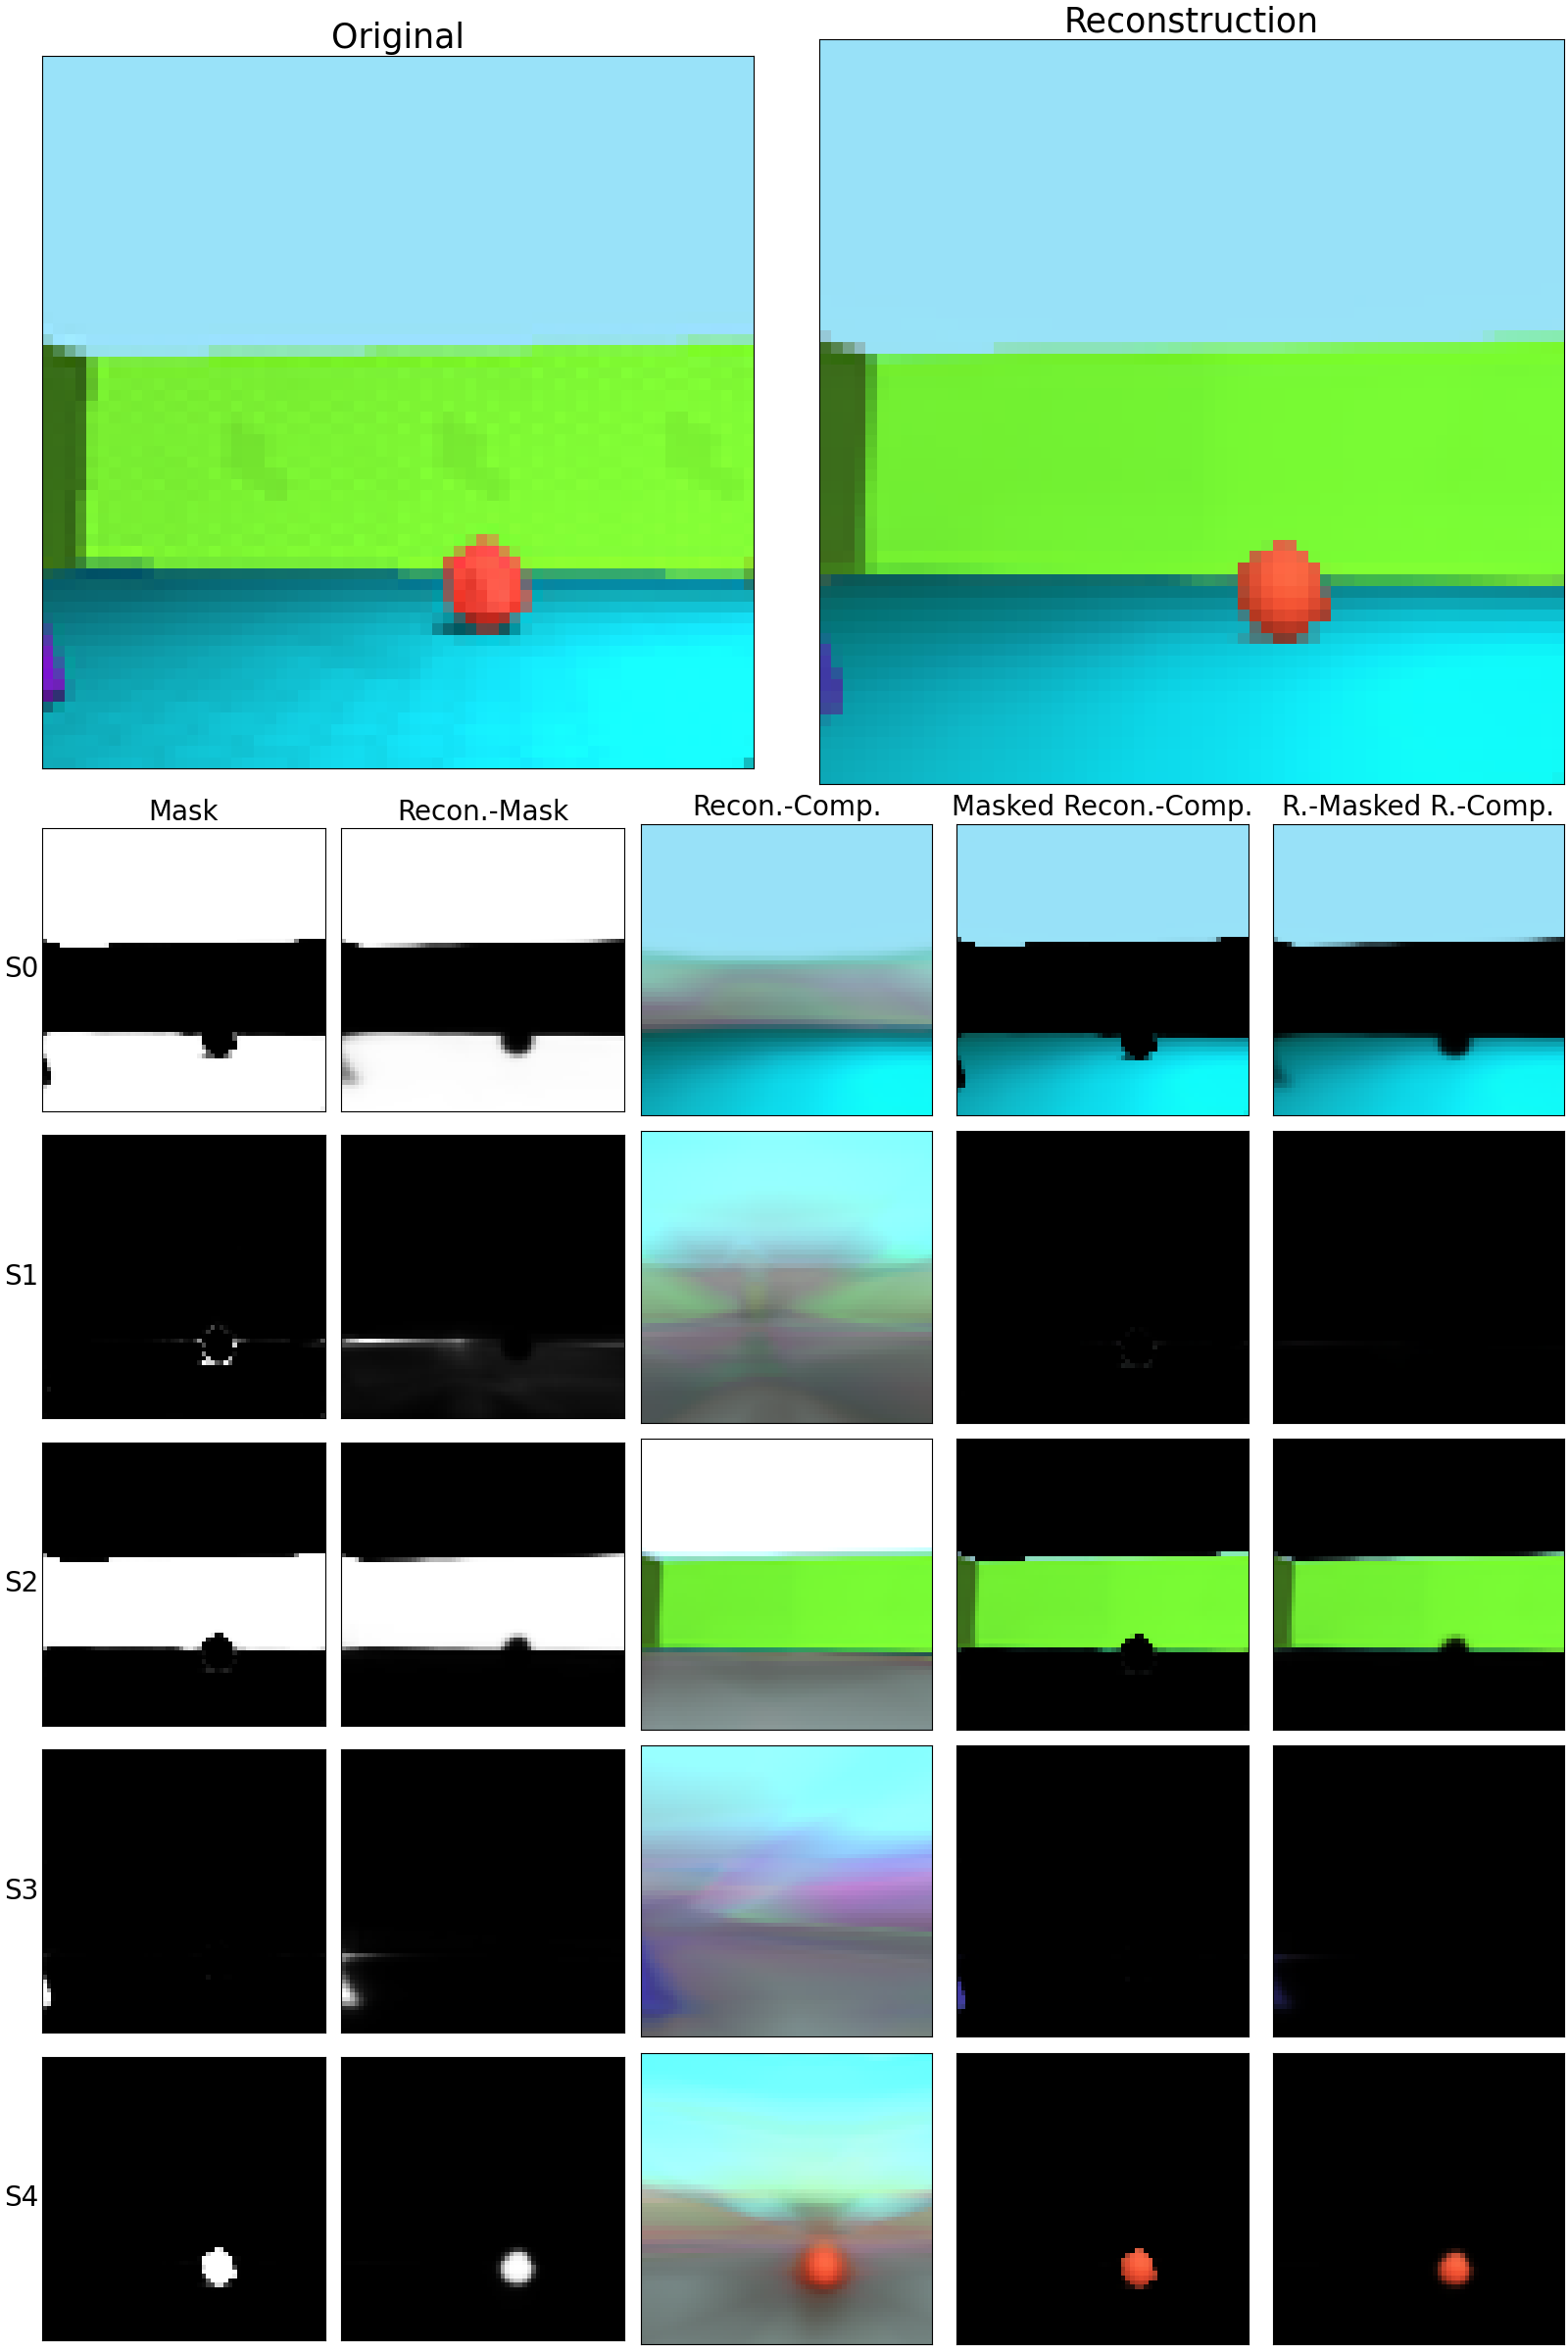 Original
Reconstruction
Mask
Recon.-Mask
Recon.-Comp.
Masked Recon.-Comp.
R.-Masked R.-Comp.
S0
S1
S2
S3
S4